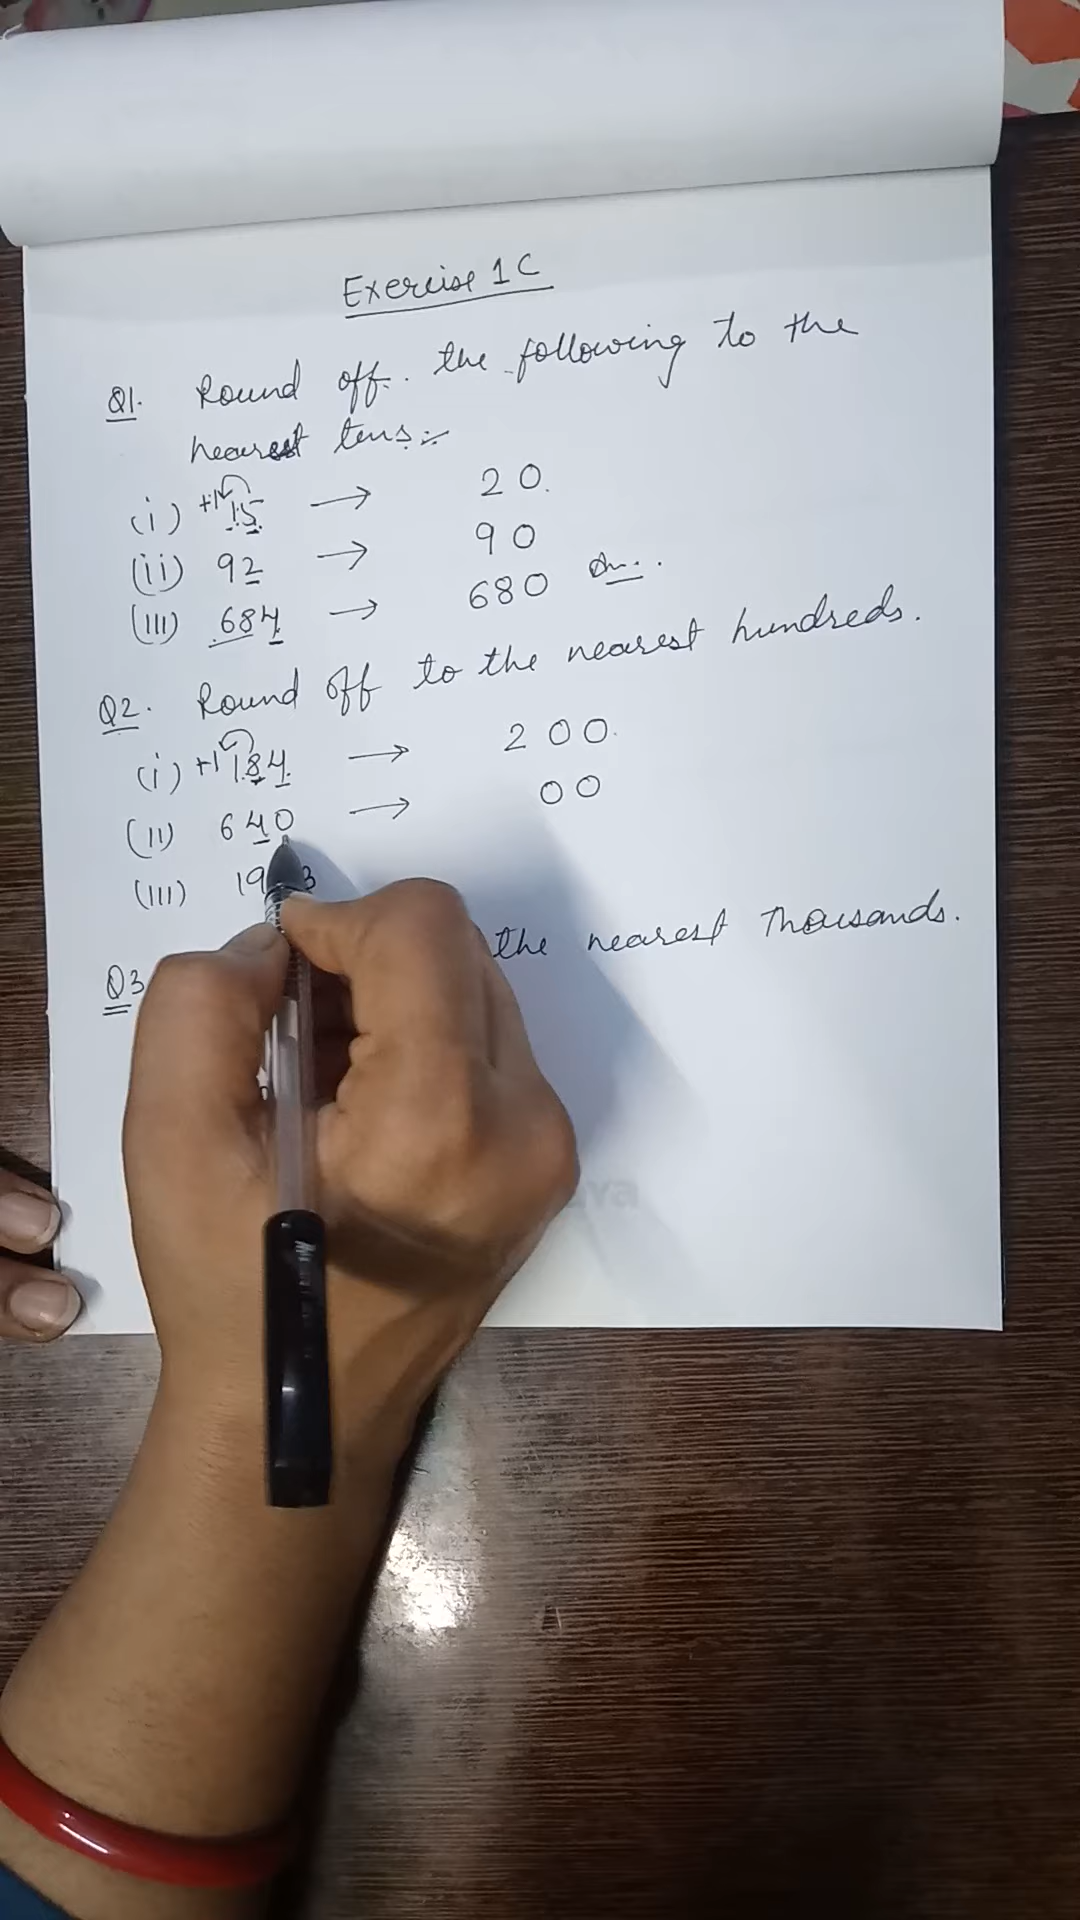 Exercise 1C
Q1. Round off. the following to the
nearest tens :-
(i) +1 15 → 20.
(ii) 92 → 90
(III) 684 → 680 Ans.
Q2. Round off to the nearest hundreds.
(i) +1 184 → 200.
(II) 640 → 00
(III) 19 3
Q3 the nearest Thousands.